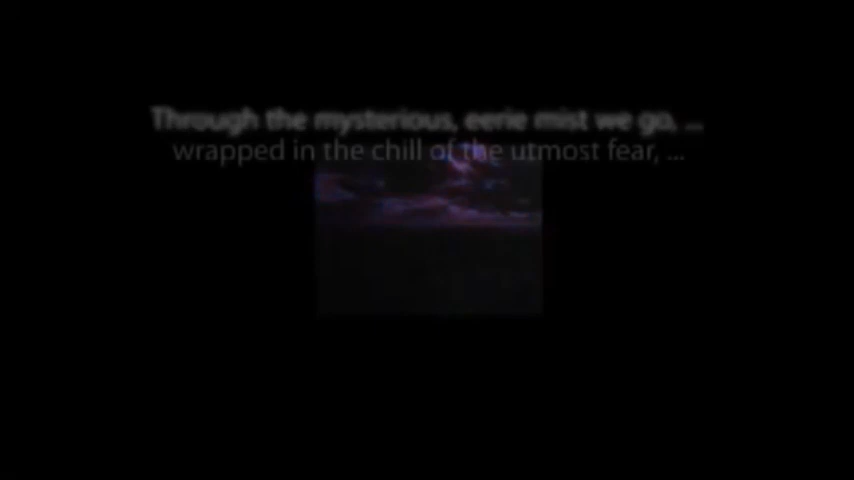 Through the mysterious, eerie mist we go, ...
wrapped in the chill of the utmost fear, ...